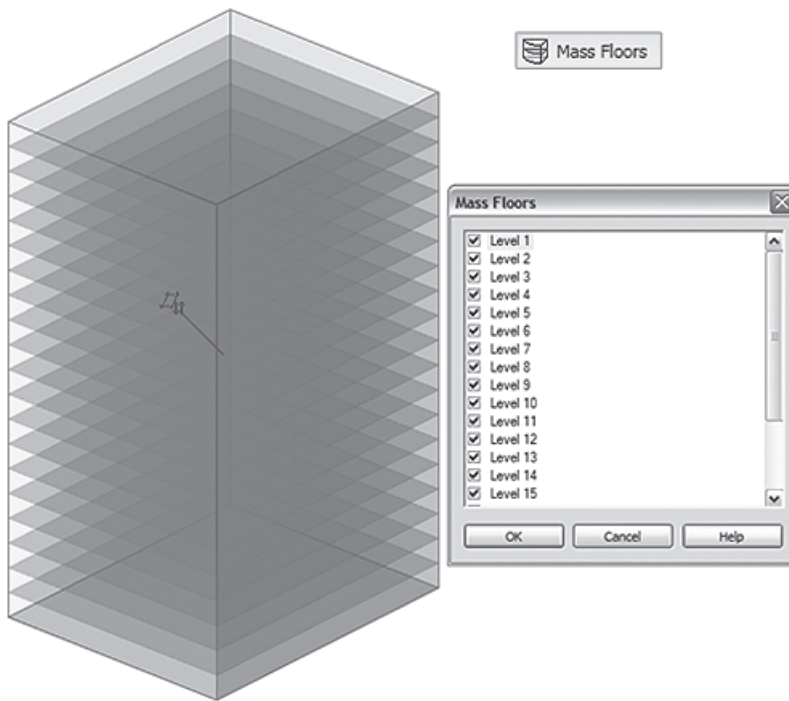 Mass Floors
Mass Floors
Level 1
Level 2
Level 3
Level 4
Level 5
Level 6
Level 7
Level 8
Level 9
Level 10
Level 11
Level 12
Level 13
Level 14
Level 15
OK Cancel Help